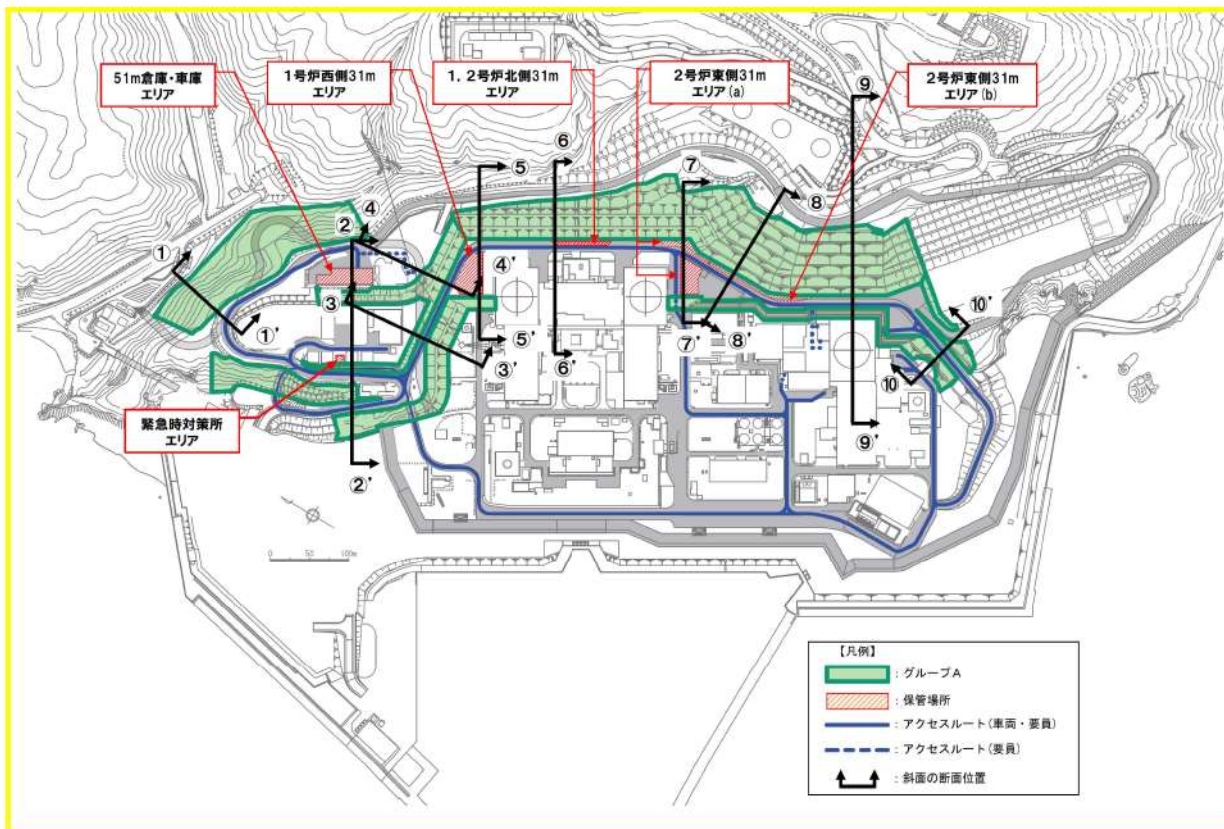 51m倉庫・車庫
エリア
1号炉西側31m
エリア
1,2号炉北側31m
エリア
2号炉東側31m
エリア(a)
2号炉東側31m
エリア(b)
⑨
⑥
⑤
⑦
⑧
②
④
①
③
④'
①'
⑤'
③'
⑥'
⑦'
⑧'
⑩'
⑩
⑨'
②'
緊急時対策所
エリア
0
50
100m
【凡例】
:グループA
:保管場所
:アクセスルート(車両・要員)
:アクセスルート(要員)
:斜面の断面位置